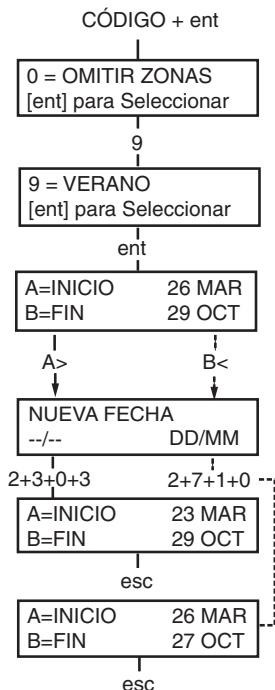 CÓDIGO + ent
0 = OMITIR ZONAS
[ent] para Seleccionar
9
9 = VERANO
[ent] para Seleccionar
ent
A=INICIO 26 MAR
B=FIN 29 OCT
A> B<
NUEVA FECHA
--/-- DD/MM
2+3+0+3 2+7+1+0
A=INICIO 23 MAR
B=FIN 29 OCT
esc
A=INICIO 26 MAR
B=FIN 27 OCT
esc